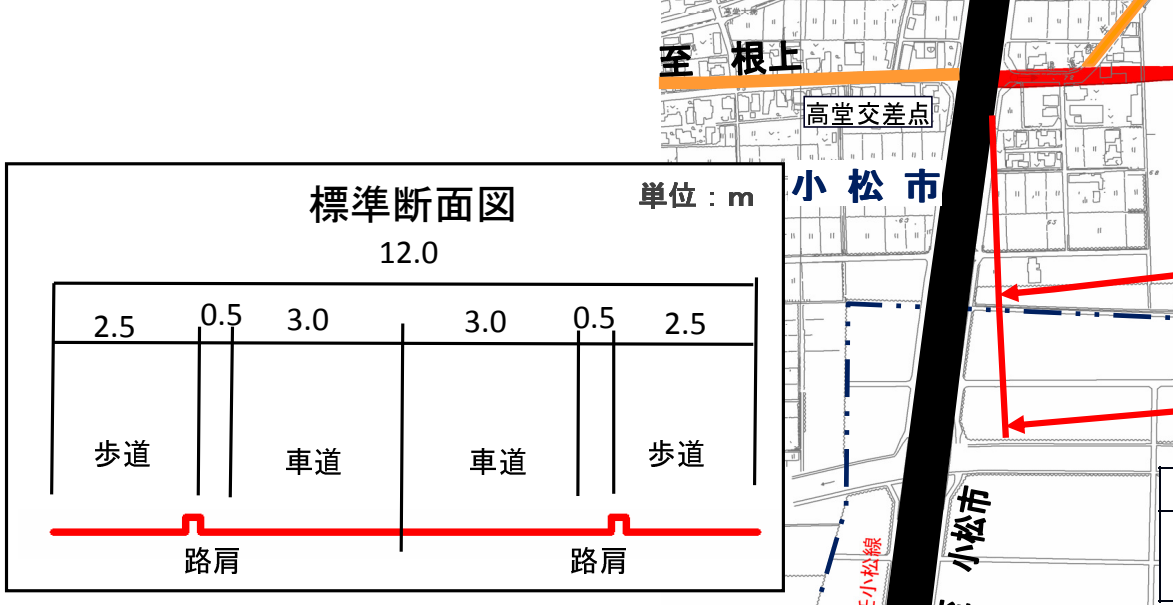 至 根上
高堂交差点
小松市
標準断面図
単位：m
12.0
2.5 0.5 3.0 3.0 0.5 2.5
歩道 車道 車道 歩道
路肩 路肩
小松市
小松線